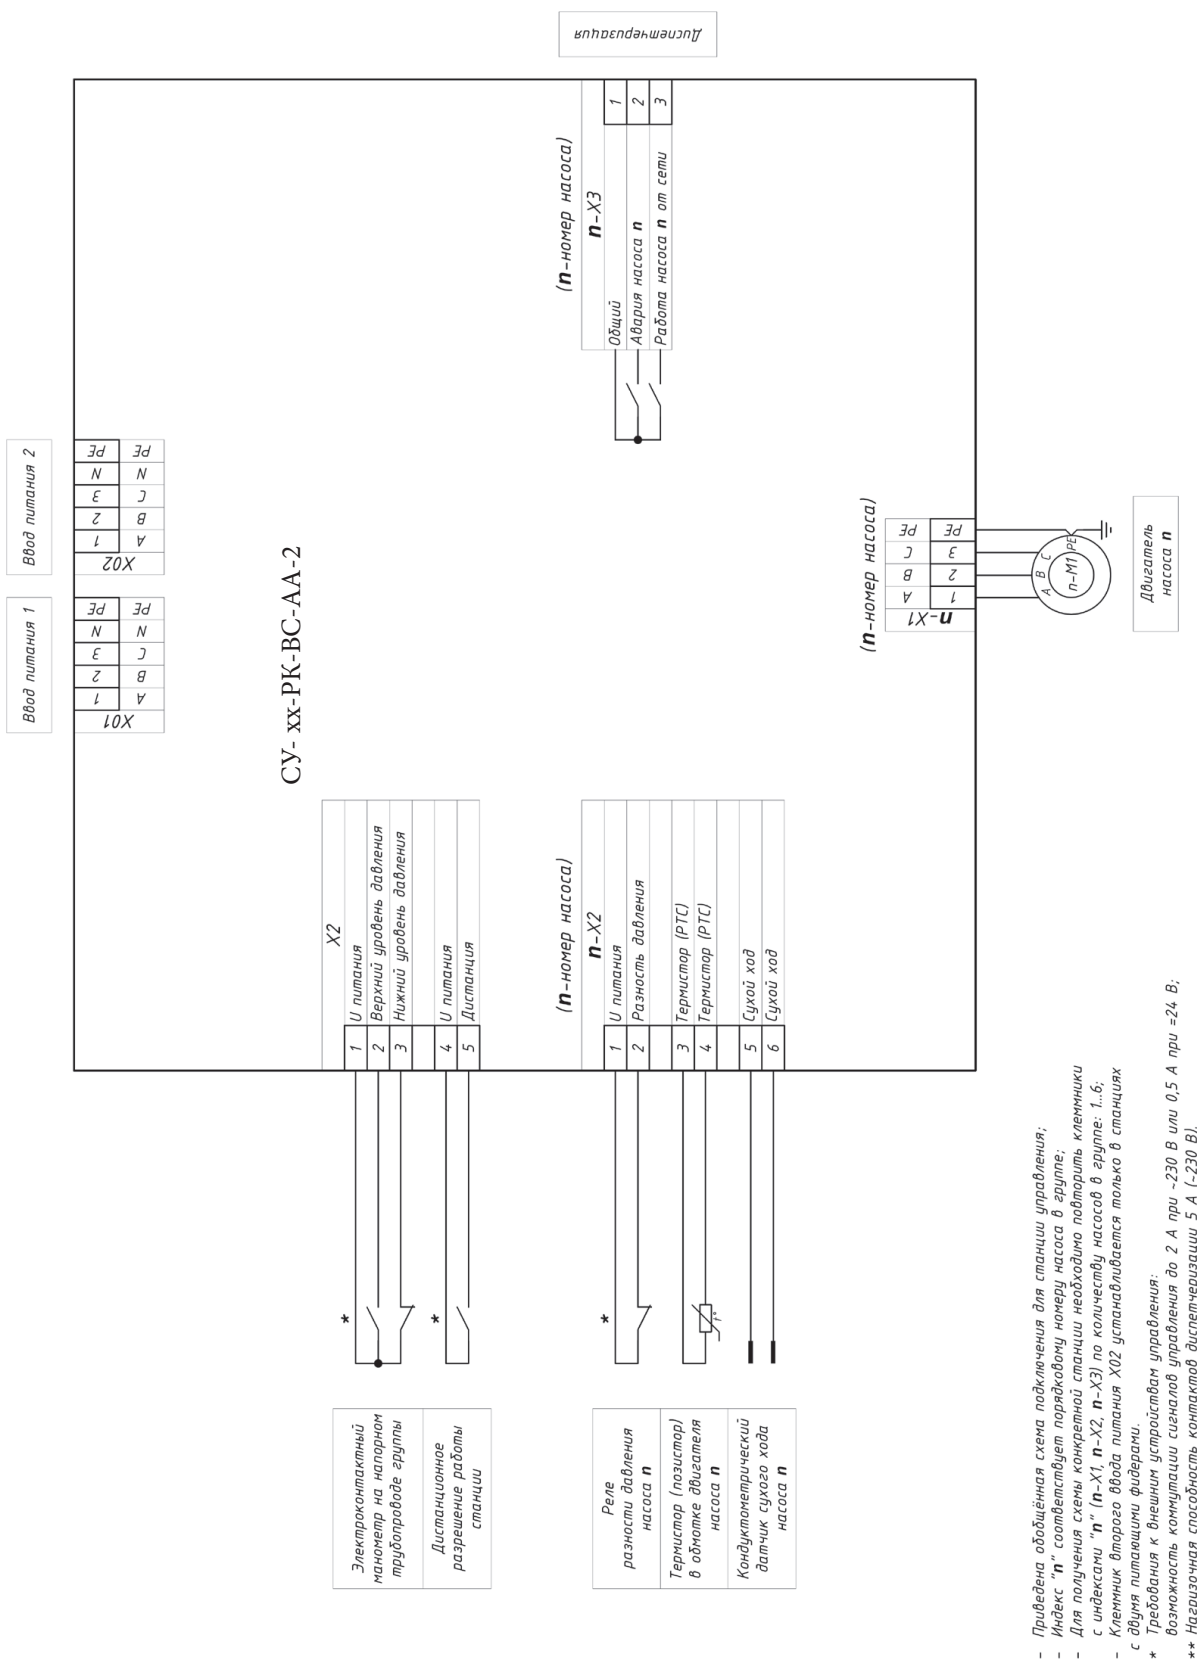 Ввод питания 1
Ввод питания 2
X01
1 2 3 N PE
A B C N PE
X02
1 2 3 N PE
A B C N PE
СУ- хх-РК-ВС-АА-2
Электроконтактный
манометр на напорном
трубопроводе группы
Дистанционное
разрешение работы
станции
*
*
X2
1 U питания
2 Верхний уровень давления
3 Нижний уровень давления
4 U питания
5 Дистанция
Реле
разности давления
насоса n
Термистор (позистор)
в обмотке двигателя
насоса n
Кондуктометрический
датчик сухого хода
насоса n
*
t°
(n-номер насоса)
n-X2
1 U питания
2 Разность давления
3 Термистор (PTC)
4 Термистор (PTC)
5 Сухой ход
6 Сухой ход
(n-номер насоса)
n-X3
Общий 1
Авария насоса n 2
Работа насоса n от сети 3
Диспетчеризация
(n-номер насоса)
n-X1
A B C PE
1 2 3 PE
A B C PE
n-M1
Двигатель
насоса n
- Приведена обобщённая схема подключения для станции управления;
- Индекс "n" соответствует порядковому номеру насоса в группе;
- Для получения схемы конкретной станции необходимо повторить клеммники
с индексами "n" (n-X1, n-X2, n-X3) по количеству насосов в группе: 1...6;
- Клеммник второго ввода питания X02 устанавливается только в станциях
с двумя питающими фидерами.
* Требования к внешним устройствам управления:
возможность коммутации сигналов управления до 2 А при ~230 В или 0,5 А при =24 В;
** Нагрузочная способность контактов диспетчеризации 5 А (~230 В).